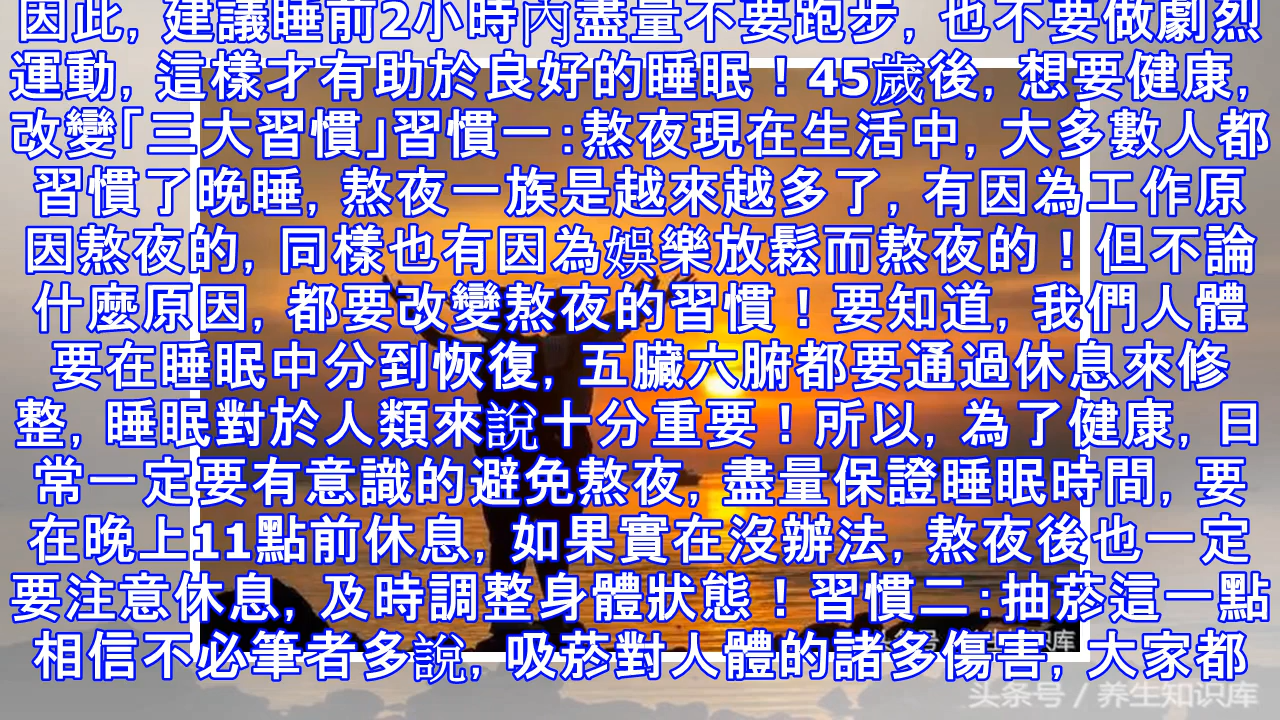 因此, 建議睡前2小時內盡量不要跑步, 也不要做劇烈
運動, 這樣才有助於良好的睡眠！45歲後, 想要健康,
改變「三大習慣」習慣一:熬夜現在生活中, 大多數人都
習慣了晚睡, 熬夜一族是越來越多了, 有因為工作原
因熬夜的, 同樣也有因為娛樂放鬆而熬夜的！但不論
什麼原因, 都要改變熬夜的習慣！要知道, 我們人體
要在睡眠中分到恢復, 五臟六腑都要通過休息來修
整, 睡眠對於人類來說十分重要！所以, 為了健康, 日
常一定要有意識的避免熬夜, 盡量保證睡眠時間, 要
在晚上11點前休息, 如果實在沒辦法, 熬夜後也一定
要注意休息, 及時調整身體狀態！習慣二:抽菸這一點
相信不必筆者多說, 吸菸對人體的諸多傷害, 大家都
头条号 / 养生知识库